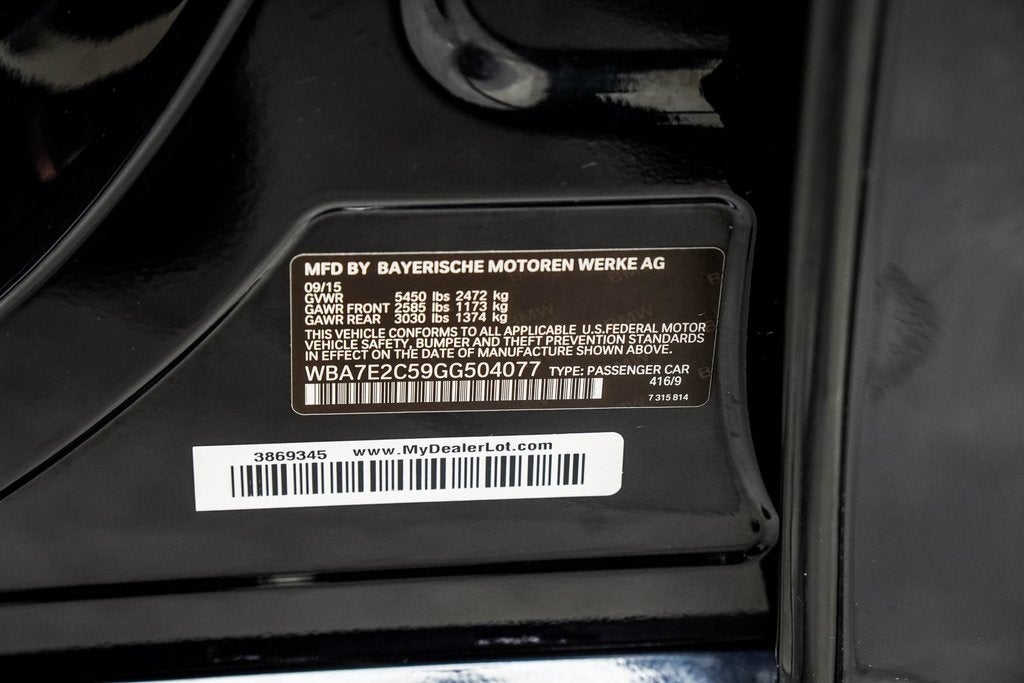 MFD BY BAYERISCHE MOTOREN WERKE AG
09/15
GVWR 5450 lbs 2472 kg
GAWR FRONT 2585 lbs 1173 kg
GAWR REAR 3030 lbs 1374 kg
THIS VEHICLE CONFORMS TO ALL APPLICABLE U.S.FEDERAL MOTOR
VEHICLE SAFETY, BUMPER AND THEFT PREVENTION STANDARDS
IN EFFECT ON THE DATE OF MANUFACTURE SHOWN ABOVE.
WBA7E2C59GG504077 TYPE: PASSENGER CAR
416/9
7 315 814
3869345 www.MyDealerLot.com